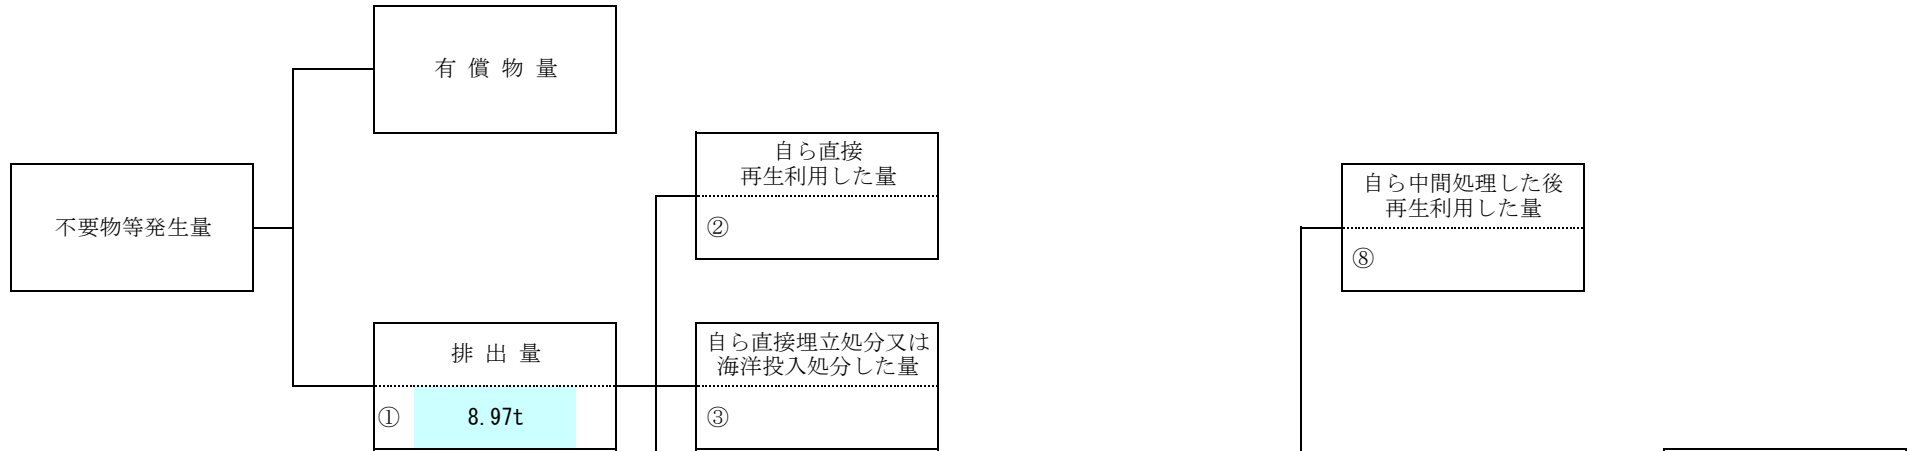 有償物量
自ら直接
再生利用した量
②
自ら中間処理した後
再生利用した量
⑧
不要物等発生量
排出量
① 8.97t
自ら直接埋立処分又は
海洋投入処分した量
③